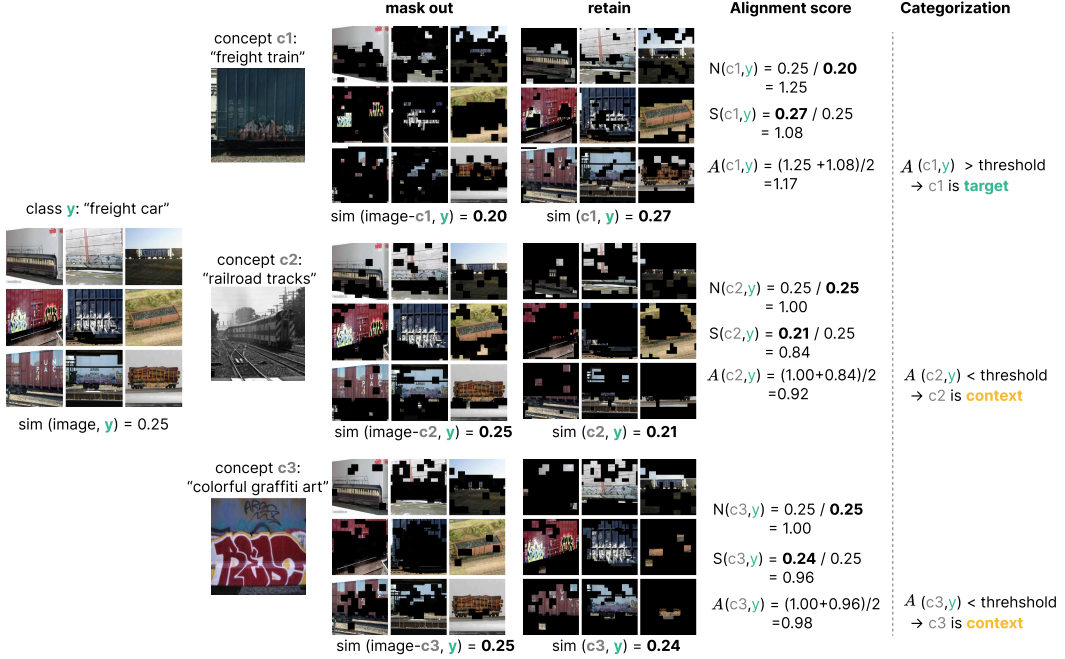 mask out
retain
Alignment score
Categorization
concept c1:
“freight train”
N(c1,y) = 0.25 / 0.20
= 1.25
S(c1,y) = 0.27 / 0.25
= 1.08
A(c1,y) = (1.25 +1.08)/2
=1.17
A (c1,y) > threshold
→ c1 is target
sim (image-c1, y) = 0.20
sim (c1, y) = 0.27
class y: “freight car”
sim (image, y) = 0.25
concept c2:
“railroad tracks”
N(c2,y) = 0.25 / 0.25
= 1.00
S(c2,y) = 0.21 / 0.25
= 0.84
A(c2,y) = (1.00+0.84)/2
=0.92
A (c2,y) < threshold
→ c2 is context
sim (image-c2, y) = 0.25
sim (c2, y) = 0.21
concept c3:
“colorful graffiti art”
N(c3,y) = 0.25 / 0.25
= 1.00
S(c3,y) = 0.24 / 0.25
= 0.96
A(c3,y) = (1.00+0.96)/2
=0.98
A (c3,y) < threhshold
→ c3 is context
sim (image-c3, y) = 0.25
sim (c3, y) = 0.24